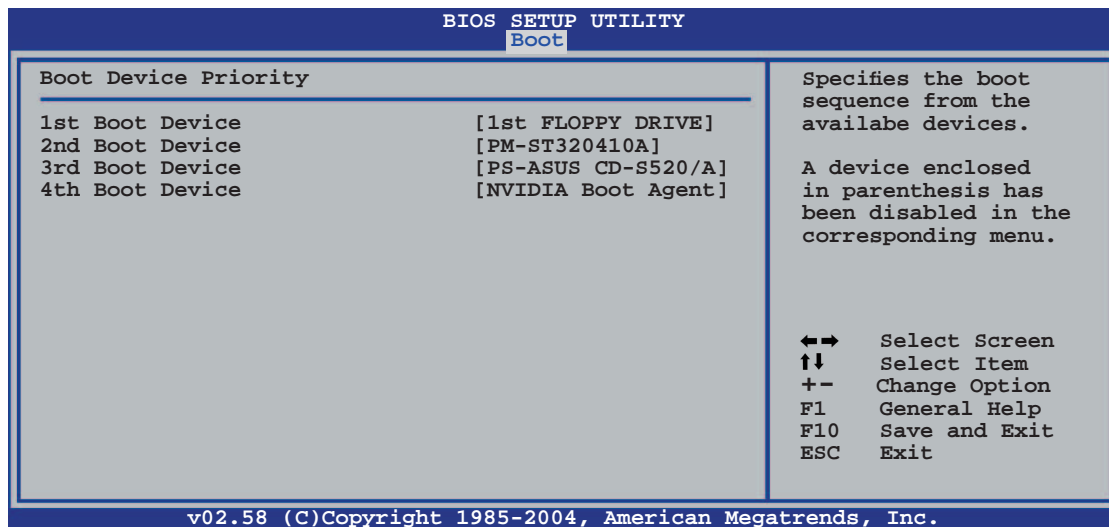 BIOS SETUP UTILITY
Boot
Boot Device Priority
1st Boot Device [1st FLOPPY DRIVE]
2nd Boot Device [PM-ST320410A]
3rd Boot Device [PS-ASUS CD-S520/A]
4th Boot Device [NVIDIA Boot Agent]
Specifies the boot
sequence from the
availabe devices.
A device enclosed
in parenthesis has
been disabled in the
corresponding menu.
←→ Select Screen
↑↓ Select Item
+- Change Option
F1 General Help
F10 Save and Exit
ESC Exit
v02.58 (C)Copyright 1985-2004, American Megatrends, Inc.